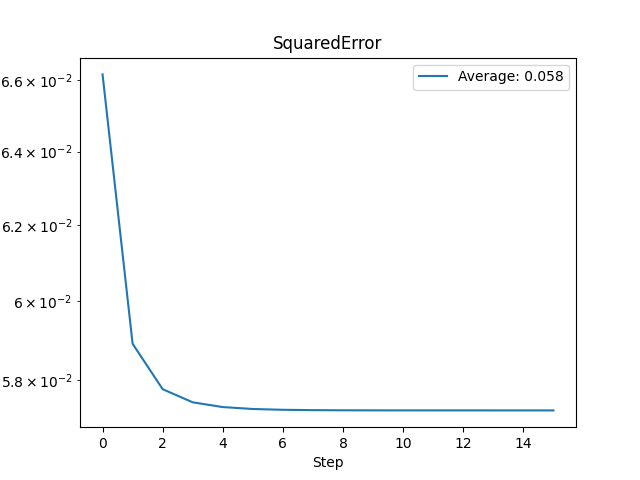 SquaredError
Average: 0.058
6.6 × 10⁻²
6.4 × 10⁻²
6.2 × 10⁻²
6 × 10⁻²
5.8 × 10⁻²
0 2 4 6 8 10 12 14
Step